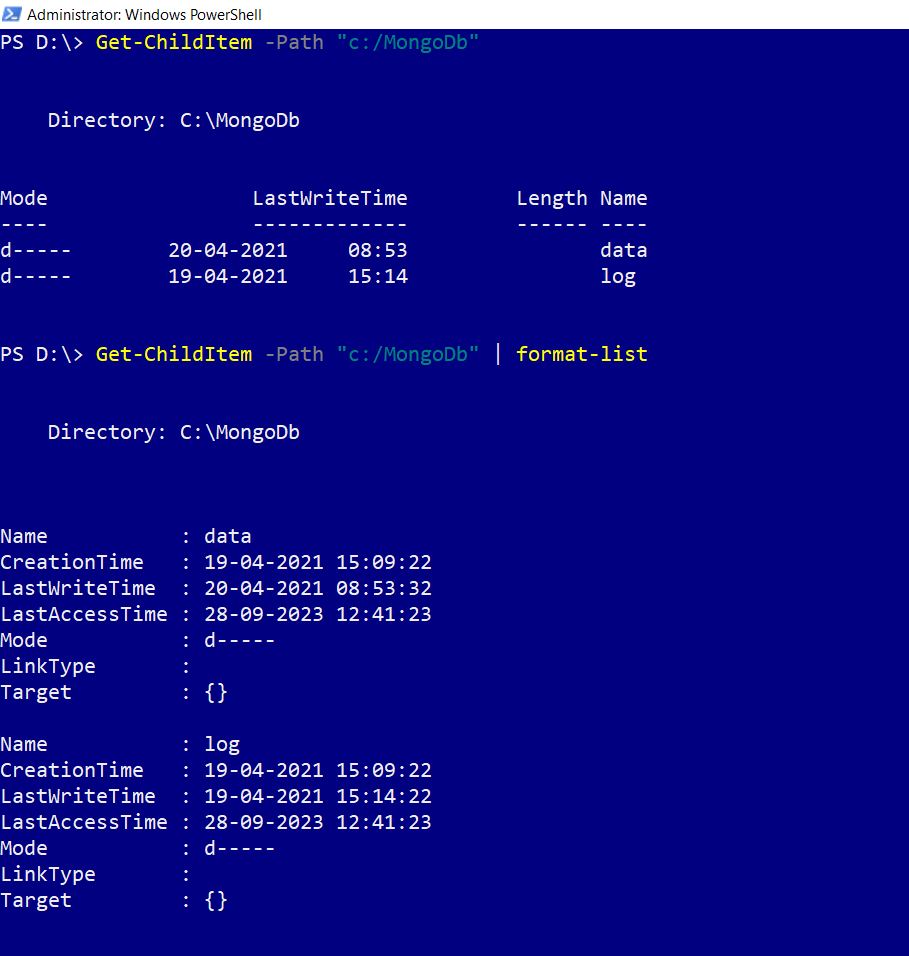 Administrator: Windows PowerShell
PS D:\> Get-ChildItem -Path "c:/MongoDb"
Directory: C:\MongoDb
Mode LastWriteTime Length Name
---- ------------- ------ ----
d----- 20-04-2021 08:53 data
d----- 19-04-2021 15:14 log
PS D:\> Get-ChildItem -Path "c:/MongoDb" | format-list
Directory: C:\MongoDb
Name : data
CreationTime : 19-04-2021 15:09:22
LastWriteTime : 20-04-2021 08:53:32
LastAccessTime : 28-09-2023 12:41:23
Mode : d-----
LinkType :
Target : {}
Name : log
CreationTime : 19-04-2021 15:09:22
LastWriteTime : 19-04-2021 15:14:22
LastAccessTime : 28-09-2023 12:41:23
Mode : d-----
LinkType :
Target : {}